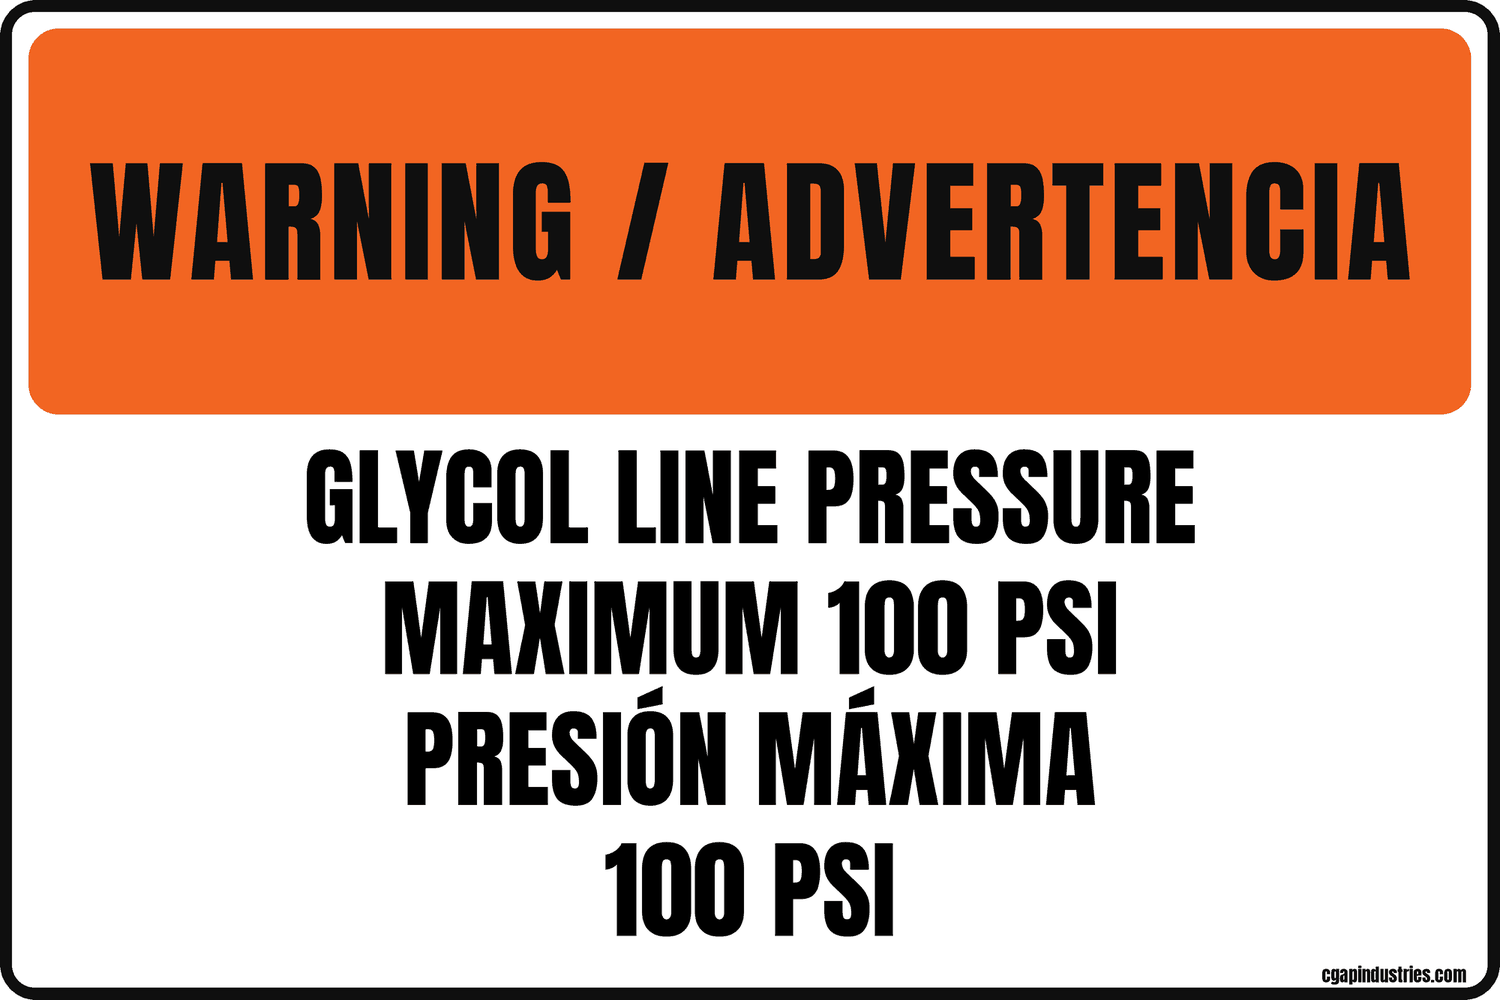 WARNING / ADVERTENCIA
GLYCOL LINE PRESSURE
MAXIMUM 100 PSI
PRESIÓN MÁXIMA
100 PSI
cgapindustries.com